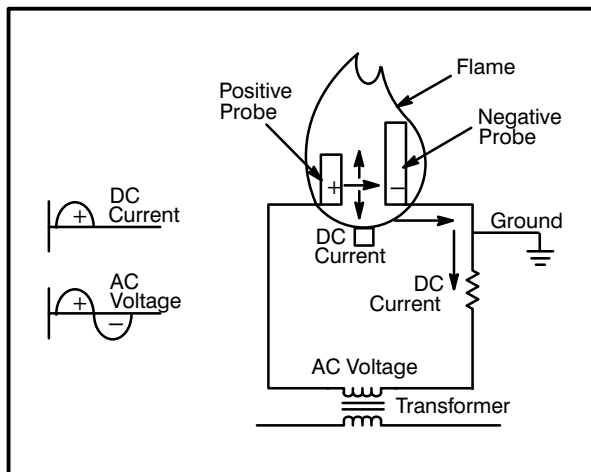 Flame
Positive
Probe
Negative
Probe
+
−
DC
Current
+
Ground
DC
Current
DC
Current
AC
Voltage
+
−
AC Voltage
Transformer